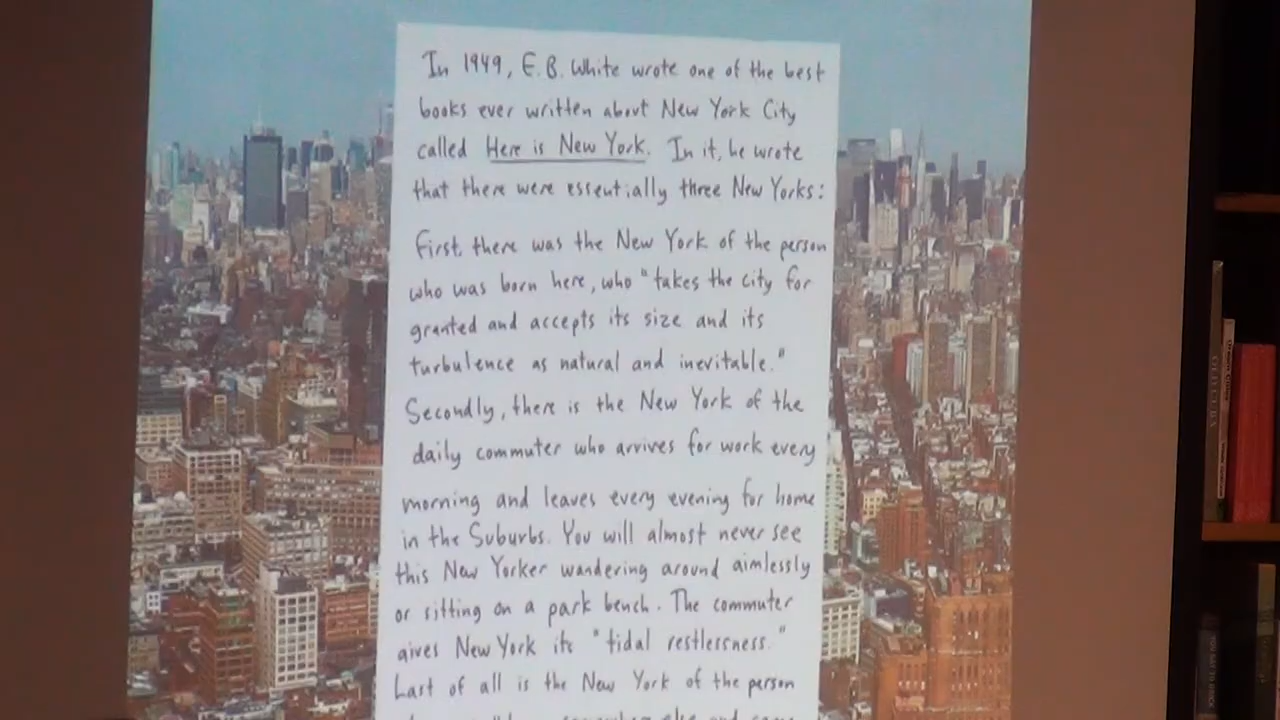 In 1949, E.B. White wrote one of the best
books ever written about New York City
called Here is New York. In it, he wrote
that there were essentially three New Yorks:
First, there was the New York of the person
who was born here, who "takes the city for
granted and accepts its size and its
turbulence as natural and inevitable."
Secondly, there is the New York of the
daily commuter who arrives for work every
morning and leaves every evening for home
in the Suburbs. You will almost never see
this New Yorker wandering around aimlessly
or sitting on a park bench. The commuter
gives New York its "tidal restlessness."
Last of all is the New York of the person
somewhere else and came